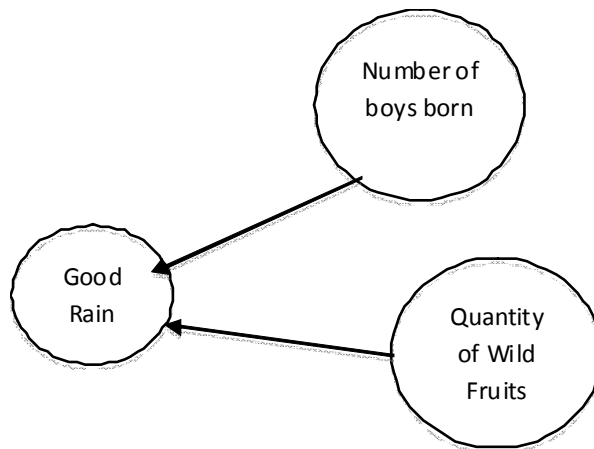 Number of
boys born
Good
Rain
Quantity
of Wild
Fruits